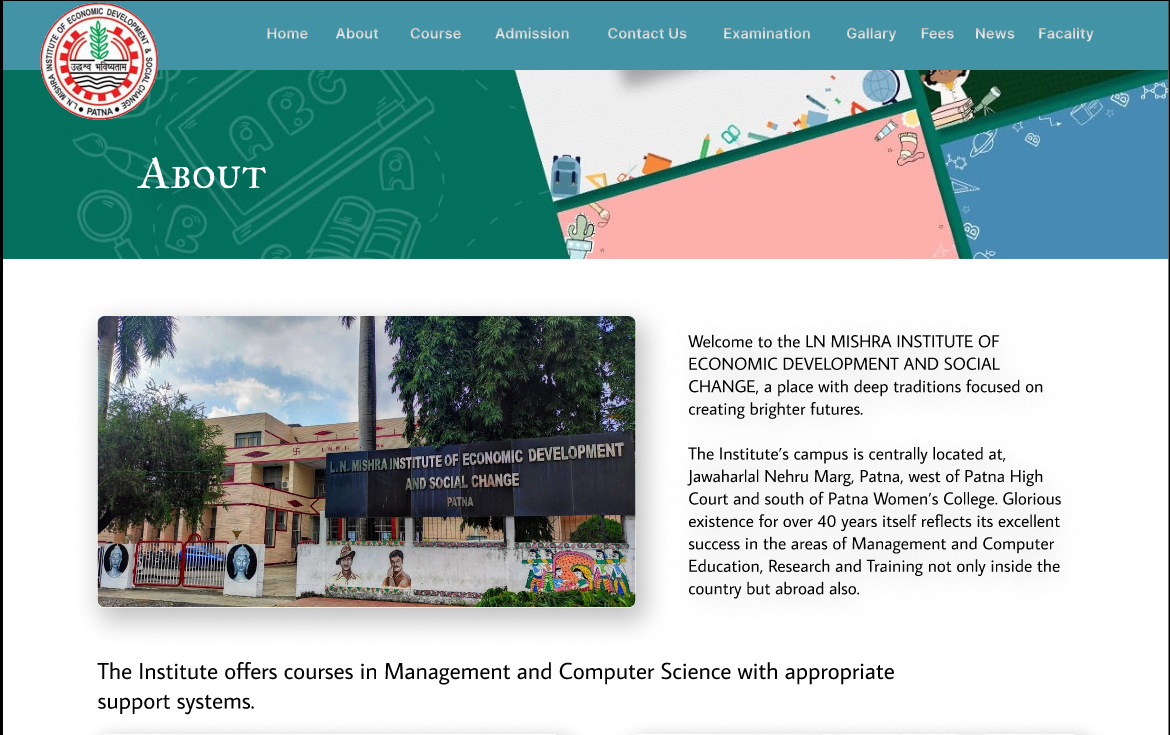 L.N. MISHRA INSTITUTE OF ECONOMIC DEVELOPMENT & SOCIAL CHANGE
उद्धश्व भविष्यताम
• PATNA •
Home About Course Admission Contact Us Examination Gallary Fees News Facality
ABOUT
L.N. MISHRA INSTITUTE OF ECONOMIC DEVELOPMENT
AND SOCIAL CHANGE
PATNA
Welcome to the LN MISHRA INSTITUTE OF
ECONOMIC DEVELOPMENT AND SOCIAL
CHANGE, a place with deep traditions focused on
creating brighter futures.
The Institute's campus is centrally located at,
Jawaharlal Nehru Marg, Patna, west of Patna High
Court and south of Patna Women's College. Glorious
existence for over 40 years itself reflects its excellent
success in the areas of Management and Computer
Education, Research and Training not only inside the
country but abroad also.
The Institute offers courses in Management and Computer Science with appropriate
support systems.